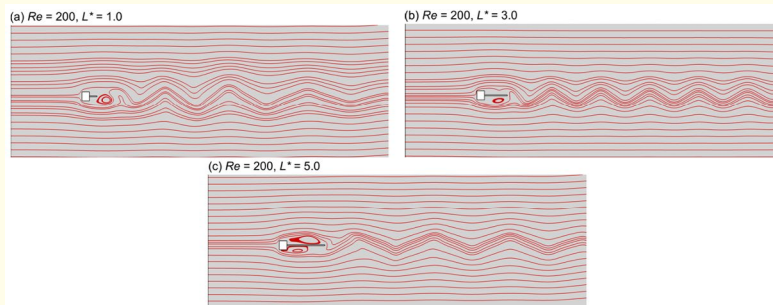 (a) Re = 200, L* = 1.0
(b) Re = 200, L* = 3.0
(c) Re = 200, L* = 5.0